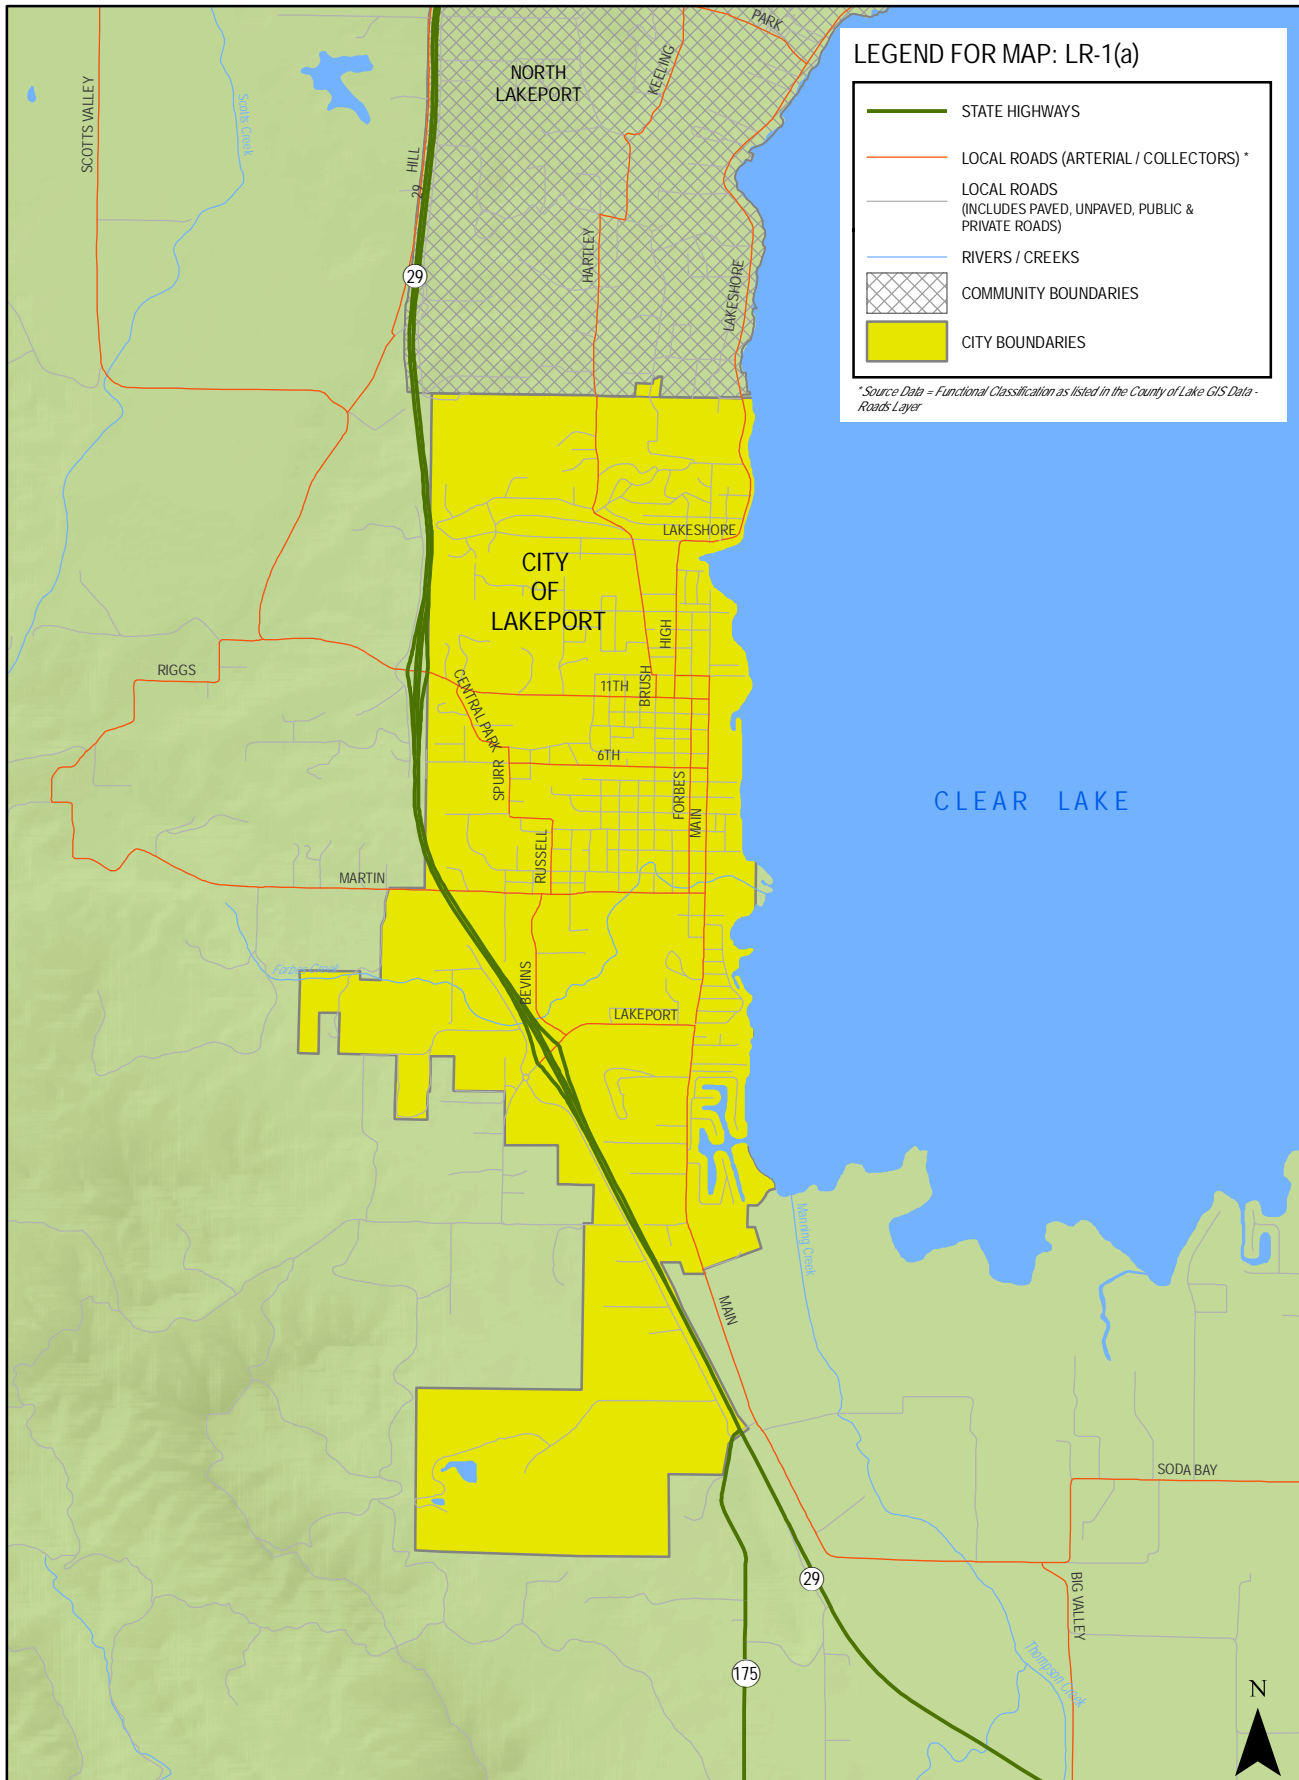 LEGEND FOR MAP: LR-1(a)
STATE HIGHWAYS
LOCAL ROADS (ARTERIAL / COLLECTORS) *
LOCAL ROADS
(INCLUDES PAVED, UNPAVED, PUBLIC &
PRIVATE ROADS)
RIVERS / CREEKS
COMMUNITY BOUNDARIES
CITY BOUNDARIES
* Source Data = Functional Classification as listed in the County of Lake GIS Data -
Roads Layer
PARK
NORTH
LAKEPORT
KEELING
SCOTTS VALLEY
Scotts Creek
HILL
29
HARTLEY
LAKESHORE
29
LAKESHORE
CITY
OF
LAKEPORT
HIGH
RIGGS
CENTRAL PARK
11TH
BRUSH
6TH
SPURR
FORBES
MAIN
CLEAR LAKE
RUSSELL
MARTIN
Forbes Creek
BEVINS
LAKEPORT
Manning Creek
MAIN
SODA BAY
29
BIG VALLEY
175
Thompson Creek
N